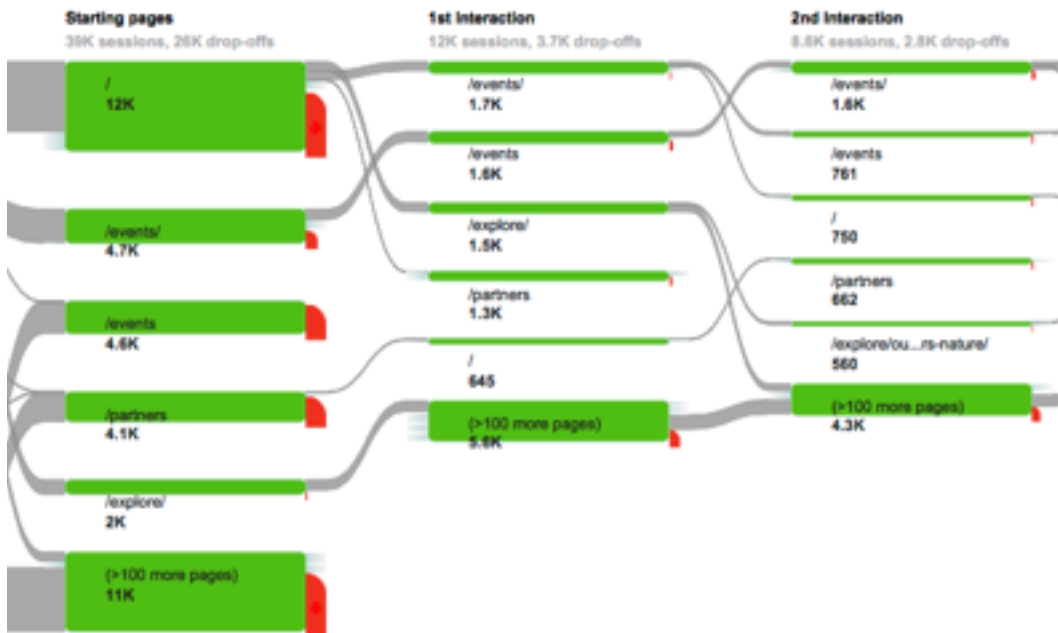 Starting pages
39K sessions, 26K drop-offs
/
12K
/events/
4.7K
/events
4.6K
/partners
4.1K
/explore/
2K
(>100 more pages)
11K
1st Interaction
12K sessions, 3.7K drop-offs
/events/
1.7K
/events
1.6K
/explore/
1.5K
/partners
1.3K
/
645
(>100 more pages)
5.6K
2nd Interaction
8.6K sessions, 2.8K drop-offs
/events/
1.6K
/events
761
/
750
/partners
662
/explore/ou...rs-nature/
560
(>100 more pages)
4.3K